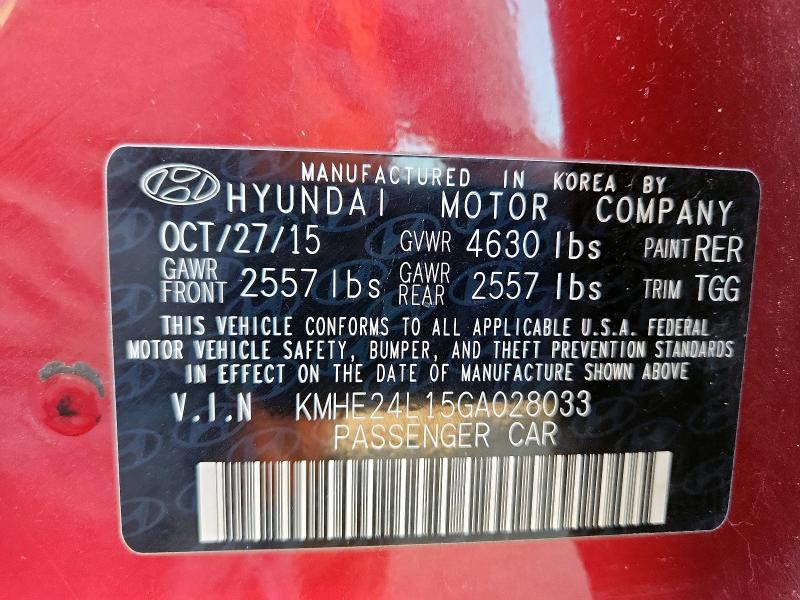 MANUFACTURED IN KOREA BY
HYUNDAI MOTOR COMPANY
OCT/27/15 GVWR 4630 lbs PAINT RER
GAWR FRONT 2557 lbs GAWR REAR 2557 lbs TRIM TGG
THIS VEHICLE CONFORMS TO ALL APPLICABLE U.S.A. FEDERAL
MOTOR VEHICLE SAFETY, BUMPER, AND THEFT PREVENTION STANDARDS
IN EFFECT ON THE DATE OF MANUFACTURE SHOWN ABOVE
V.I.N KMHE24L15GA028033
PASSENGER CAR